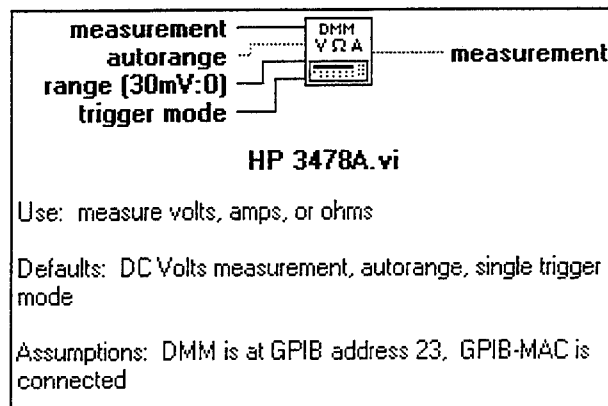 measurement
autorange
range (30mV:0)
trigger mode
DMM
V Ω A
measurement
HP 3478A.vi
Use: measure volts, amps, or ohms
Defaults: DC Volts measurement, autorange, single trigger
mode
Assumptions: DMM is at GPIB address 23, GPIB-MAC is
connected